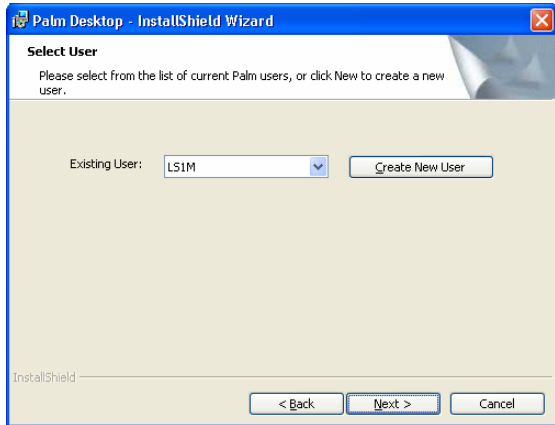 Palm Desktop - InstallShield Wizard
Select User
Please select from the list of current Palm users, or click New to create a new
user.
Existing User:
LS1M
Create New User
InstallShield
< Back
Next >
Cancel